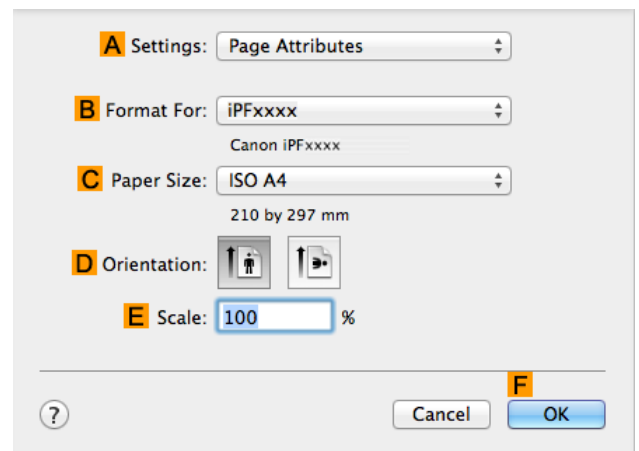 A Settings: Page Attributes
B Format For: iPFxxxx
Canon iPFxxxx
C Paper Size: ISO A4
210 by 297 mm
D Orientation:
E Scale: 100 %
F
? Cancel OK